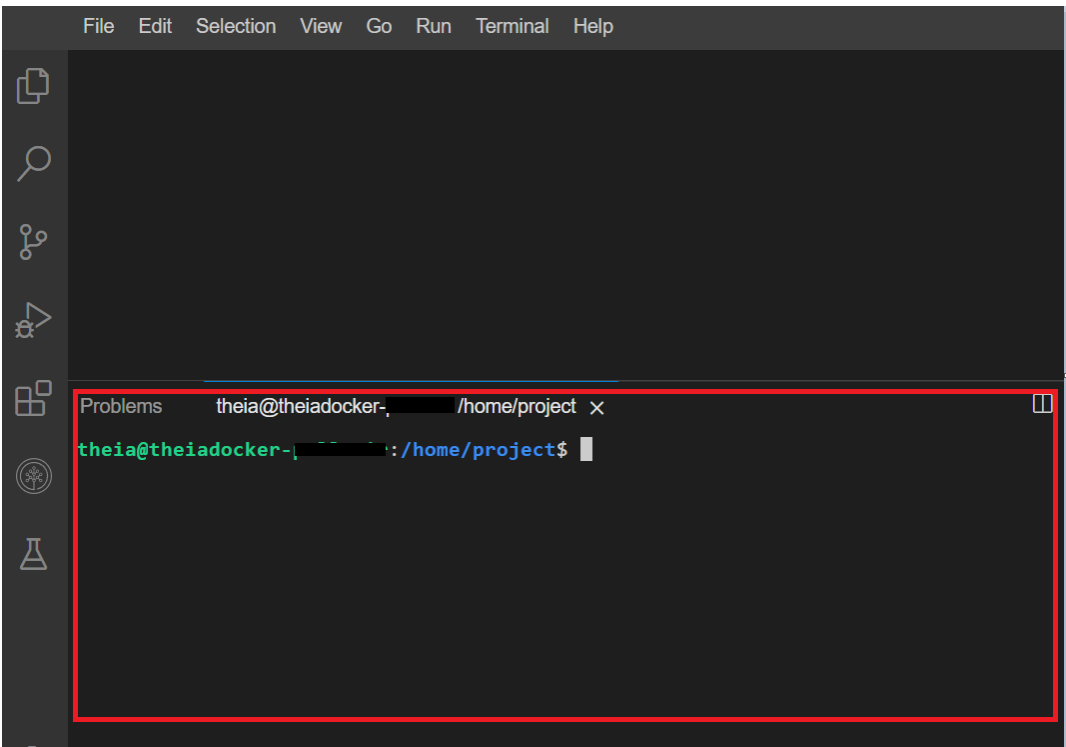 File Edit Selection View Go Run Terminal Help
Problems theia@theiadocker- /home/project ×
theia@theiadocker- :/home/project$